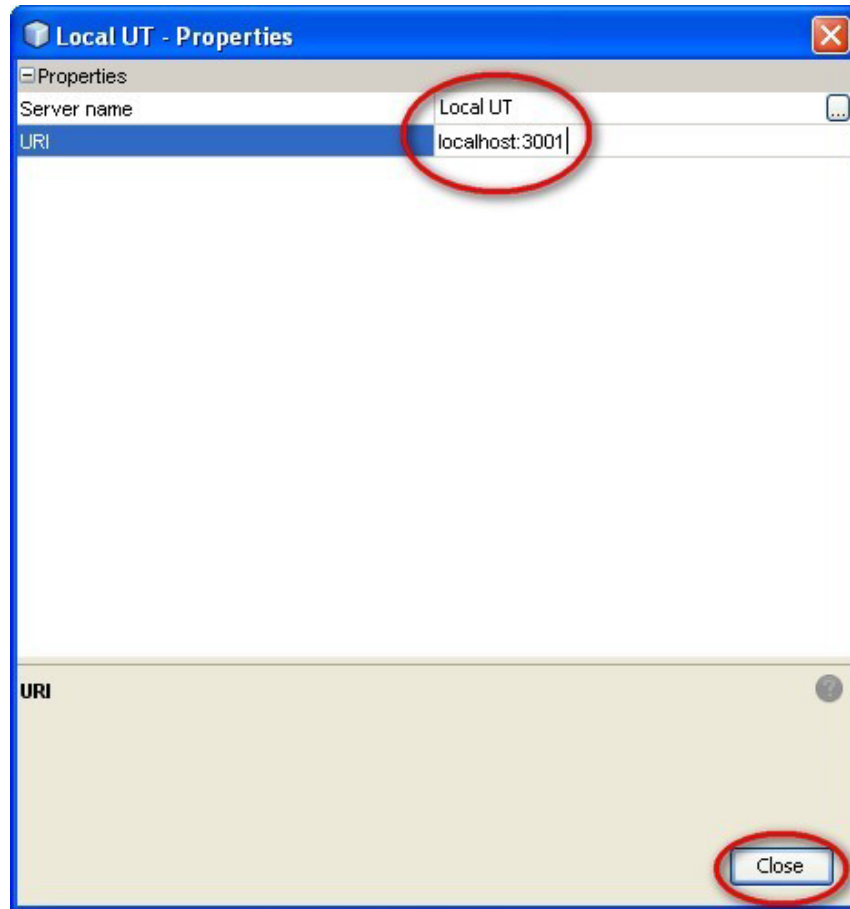 Local UT - Properties
Properties
Server name Local UT ...
URI localhost:3001
URI
?
Close